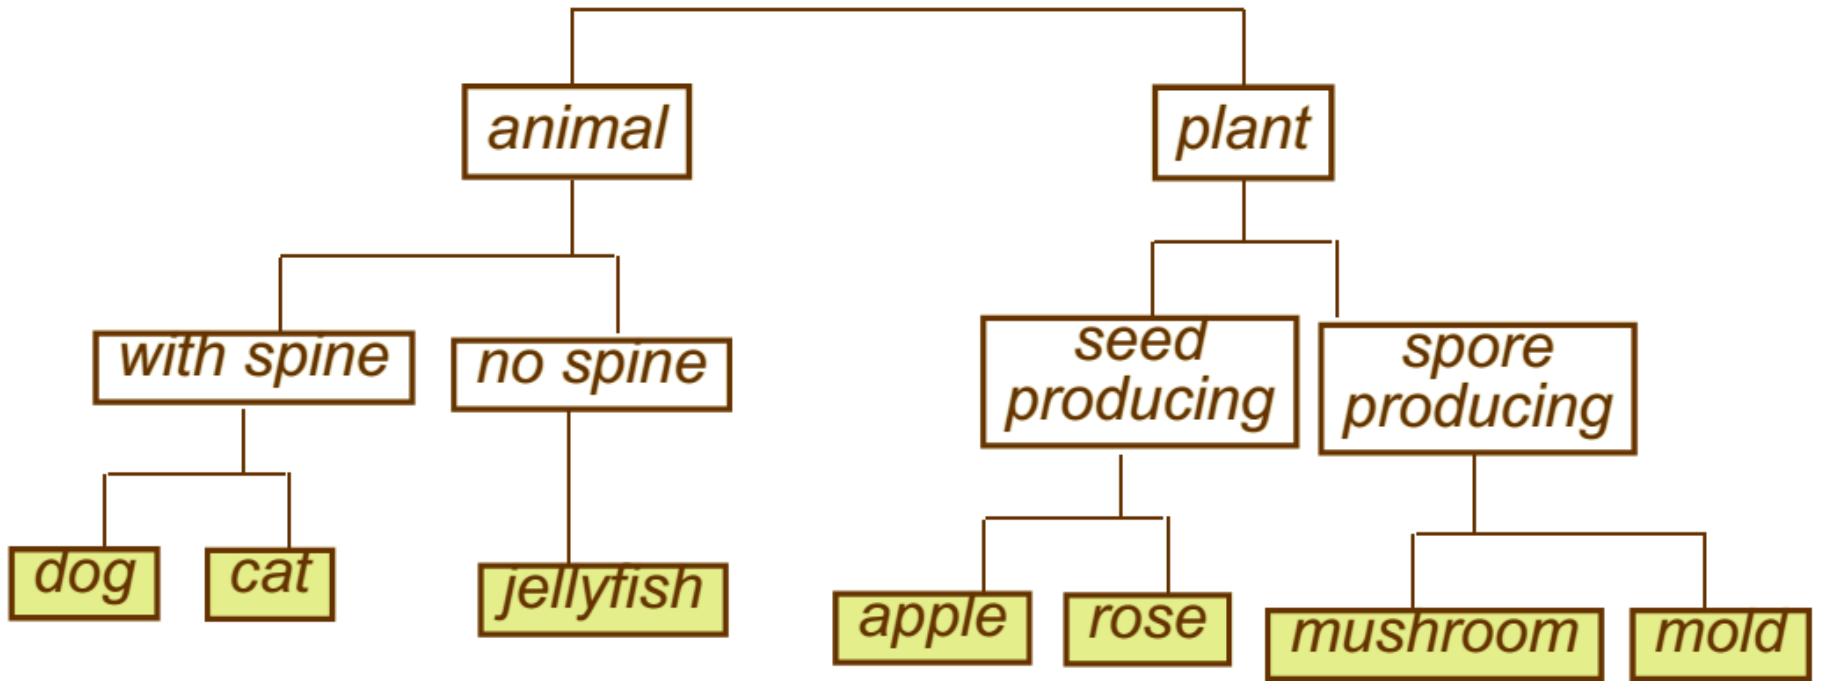 animal
plant
with spine
no spine
seed
producing
spore
producing
dog
cat
jellyfish
apple
rose
mushroom
mold